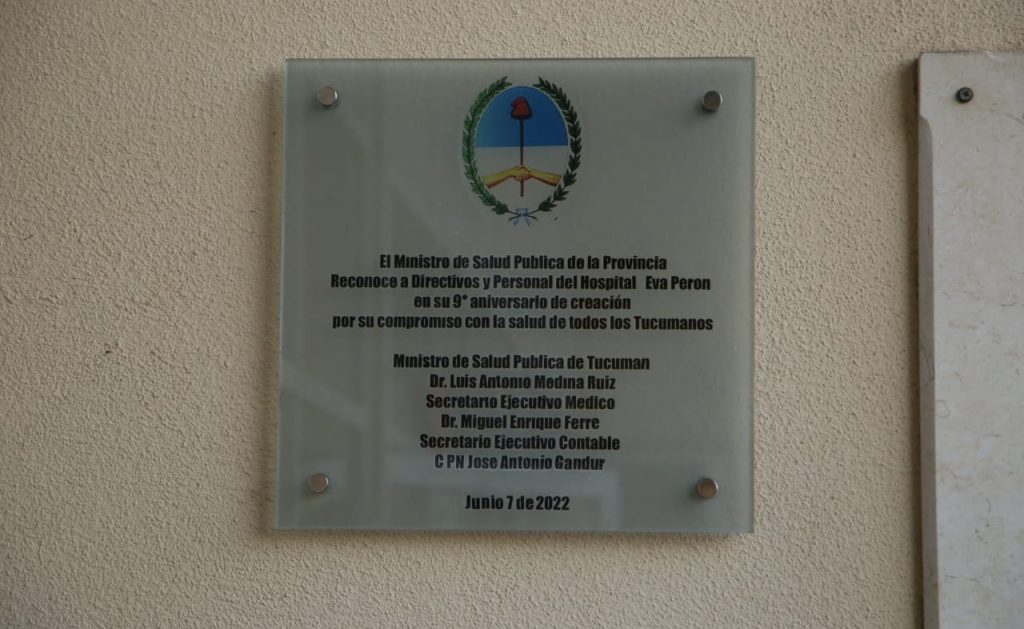 El Ministro de Salud Publica de la Provincia
Reconoce a Directivos y Personal del Hospital Eva Peron
en su 9° aniversario de creación
por su compromiso con la salud de todos los Tucumanos
Ministro de Salud Publica de Tucuman
Dr. Luis Antonio Medina Ruiz
Secretario Ejecutivo Medico
Dr. Miguel Enrique Ferre
Secretario Ejecutivo Contable
C PN Jose Antonio Gandur
Junio 7 de 2022